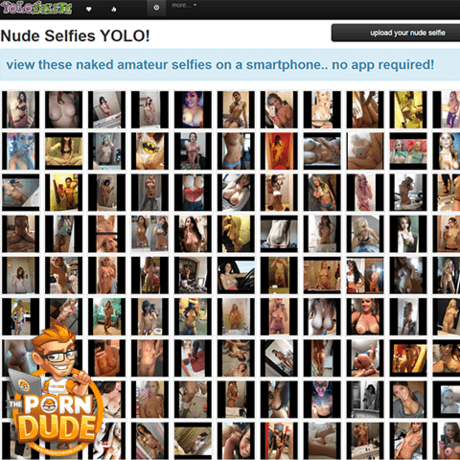 YOLOSelfie
more...
Nude Selfies YOLO!
upload your nude selfie
view these naked amateur selfies on a smartphone.. no app required!
THE
PORN
DUDE